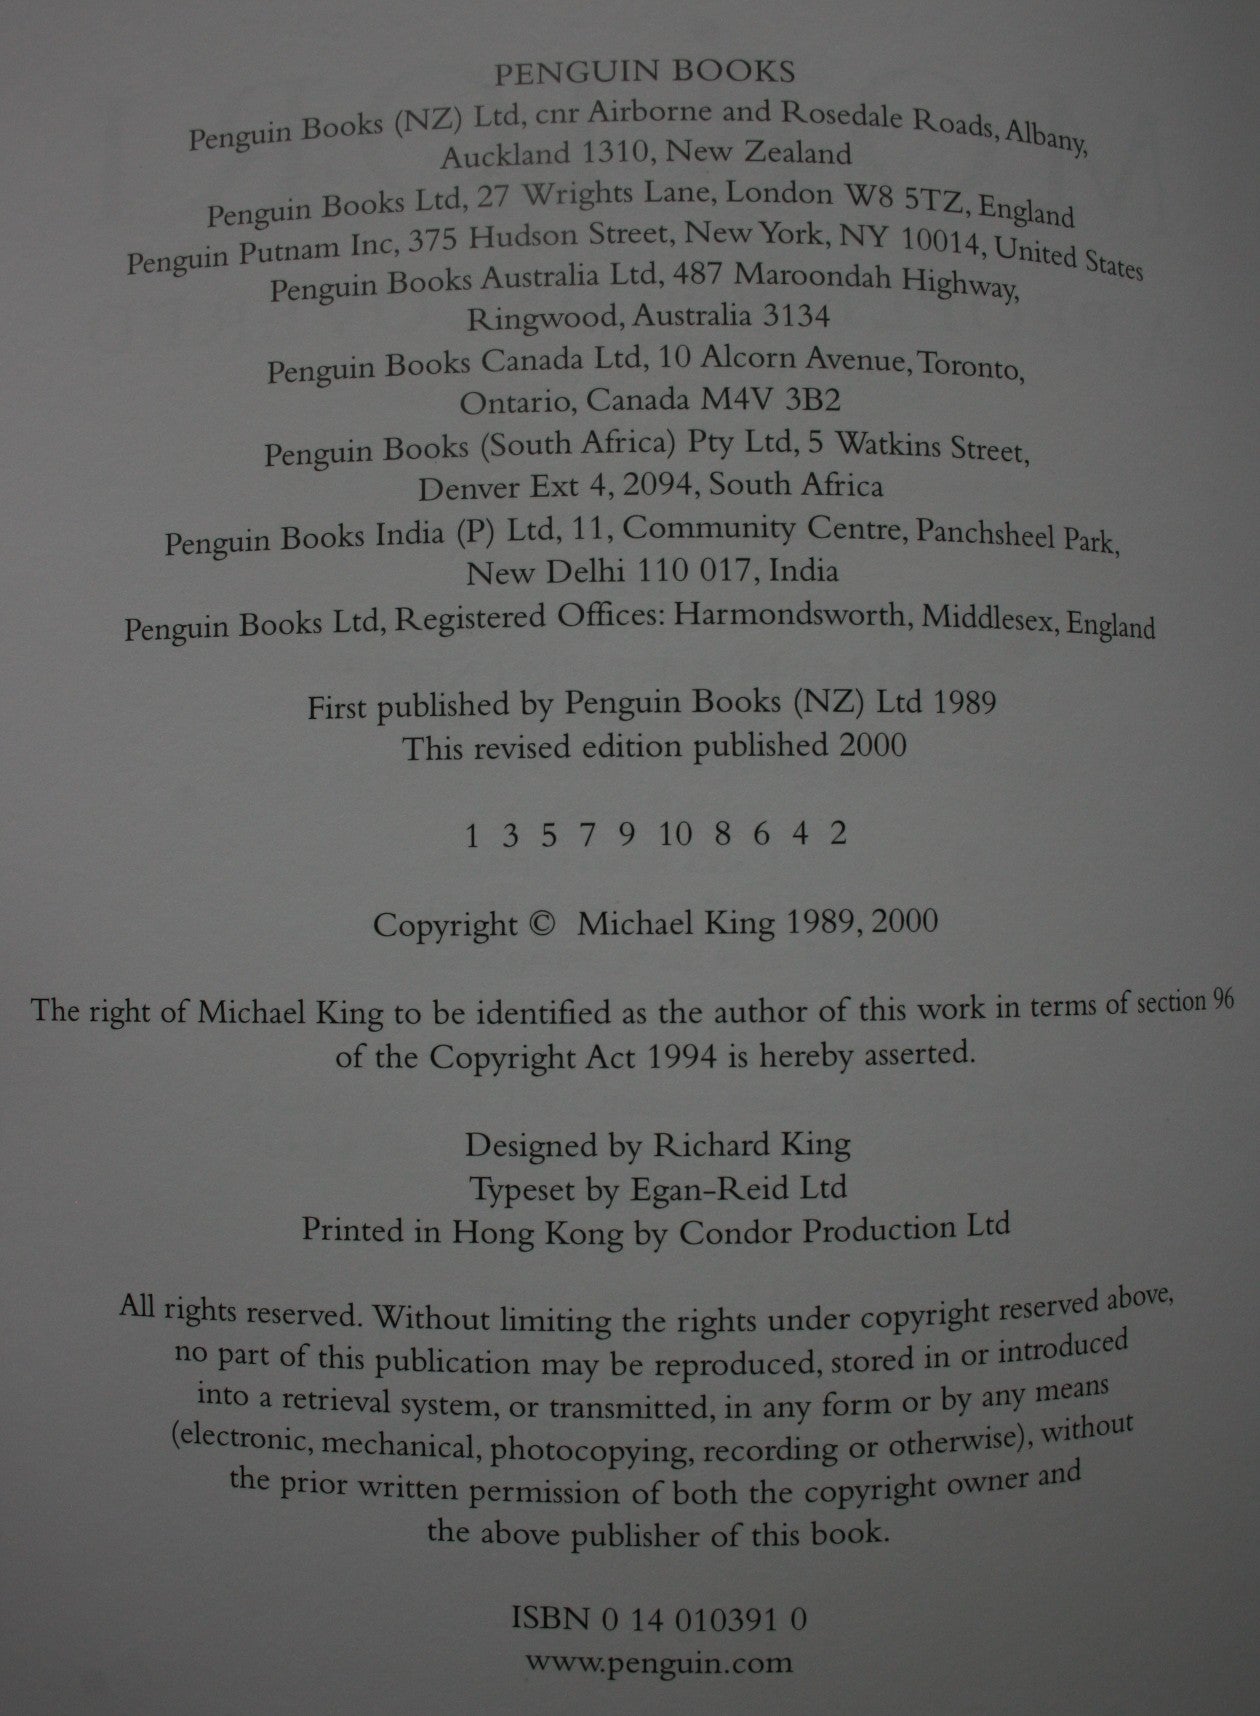 PENGUIN BOOKS
Penguin Books (NZ) Ltd, cnr Airborne and Rosedale Roads, Albany,
Auckland 1310, New Zealand
Penguin Books Ltd, 27 Wrights Lane, London W8 5TZ, England
Penguin Putnam Inc, 375 Hudson Street, New York, NY 10014, United States
Penguin Books Australia Ltd, 487 Maroondah Highway,
Ringwood, Australia 3134
Penguin Books Canada Ltd, 10 Alcorn Avenue, Toronto,
Ontario, Canada M4V 3B2
Penguin Books (South Africa) Pty Ltd, 5 Watkins Street,
Denver Ext 4, 2094, South Africa
Penguin Books India (P) Ltd, 11, Community Centre, Panchsheel Park,
New Delhi 110 017, India
Penguin Books Ltd, Registered Offices: Harmondsworth, Middlesex, England
First published by Penguin Books (NZ) Ltd 1989
This revised edition published 2000
1 3 5 7 9 10 8 6 4 2
Copyright © Michael King 1989, 2000
The right of Michael King to be identified as the author of this work in terms of section 96
of the Copyright Act 1994 is hereby asserted.
Designed by Richard King
Typeset by Egan-Reid Ltd
Printed in Hong Kong by Condor Production Ltd
All rights reserved. Without limiting the rights under copyright reserved above,
no part of this publication may be reproduced, stored in or introduced
into a retrieval system, or transmitted, in any form or by any means
(electronic, mechanical, photocopying, recording or otherwise), without
the prior written permission of both the copyright owner and
the above publisher of this book.
ISBN 0 14 010391 0
www.penguin.com